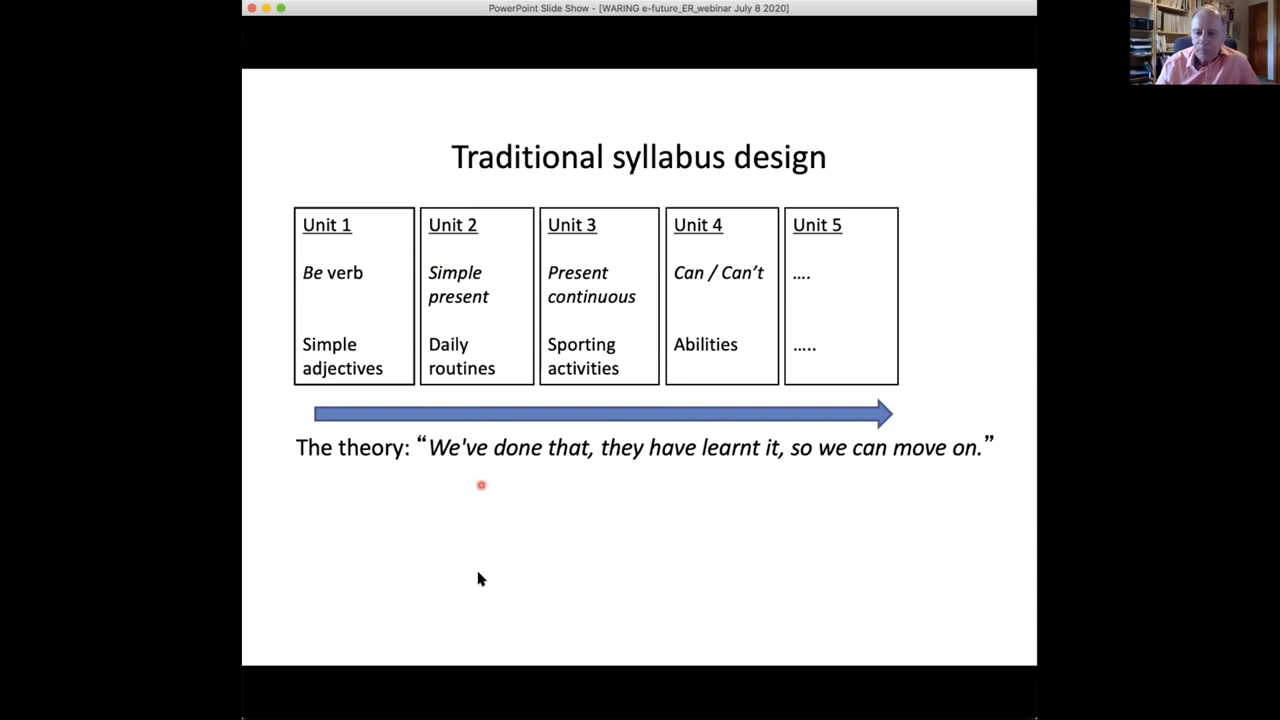 PowerPoint Slide Show - [WARING e-future_ER_webinar July 8 2020]
Traditional syllabus design
Unit 1
Be verb
Simple
adjectives
Unit 2
Simple
present
Daily
routines
Unit 3
Present
continuous
Sporting
activities
Unit 4
Can / Can’t
Abilities
Unit 5
....
.....
The theory: “We've done that, they have learnt it, so we can move on.”